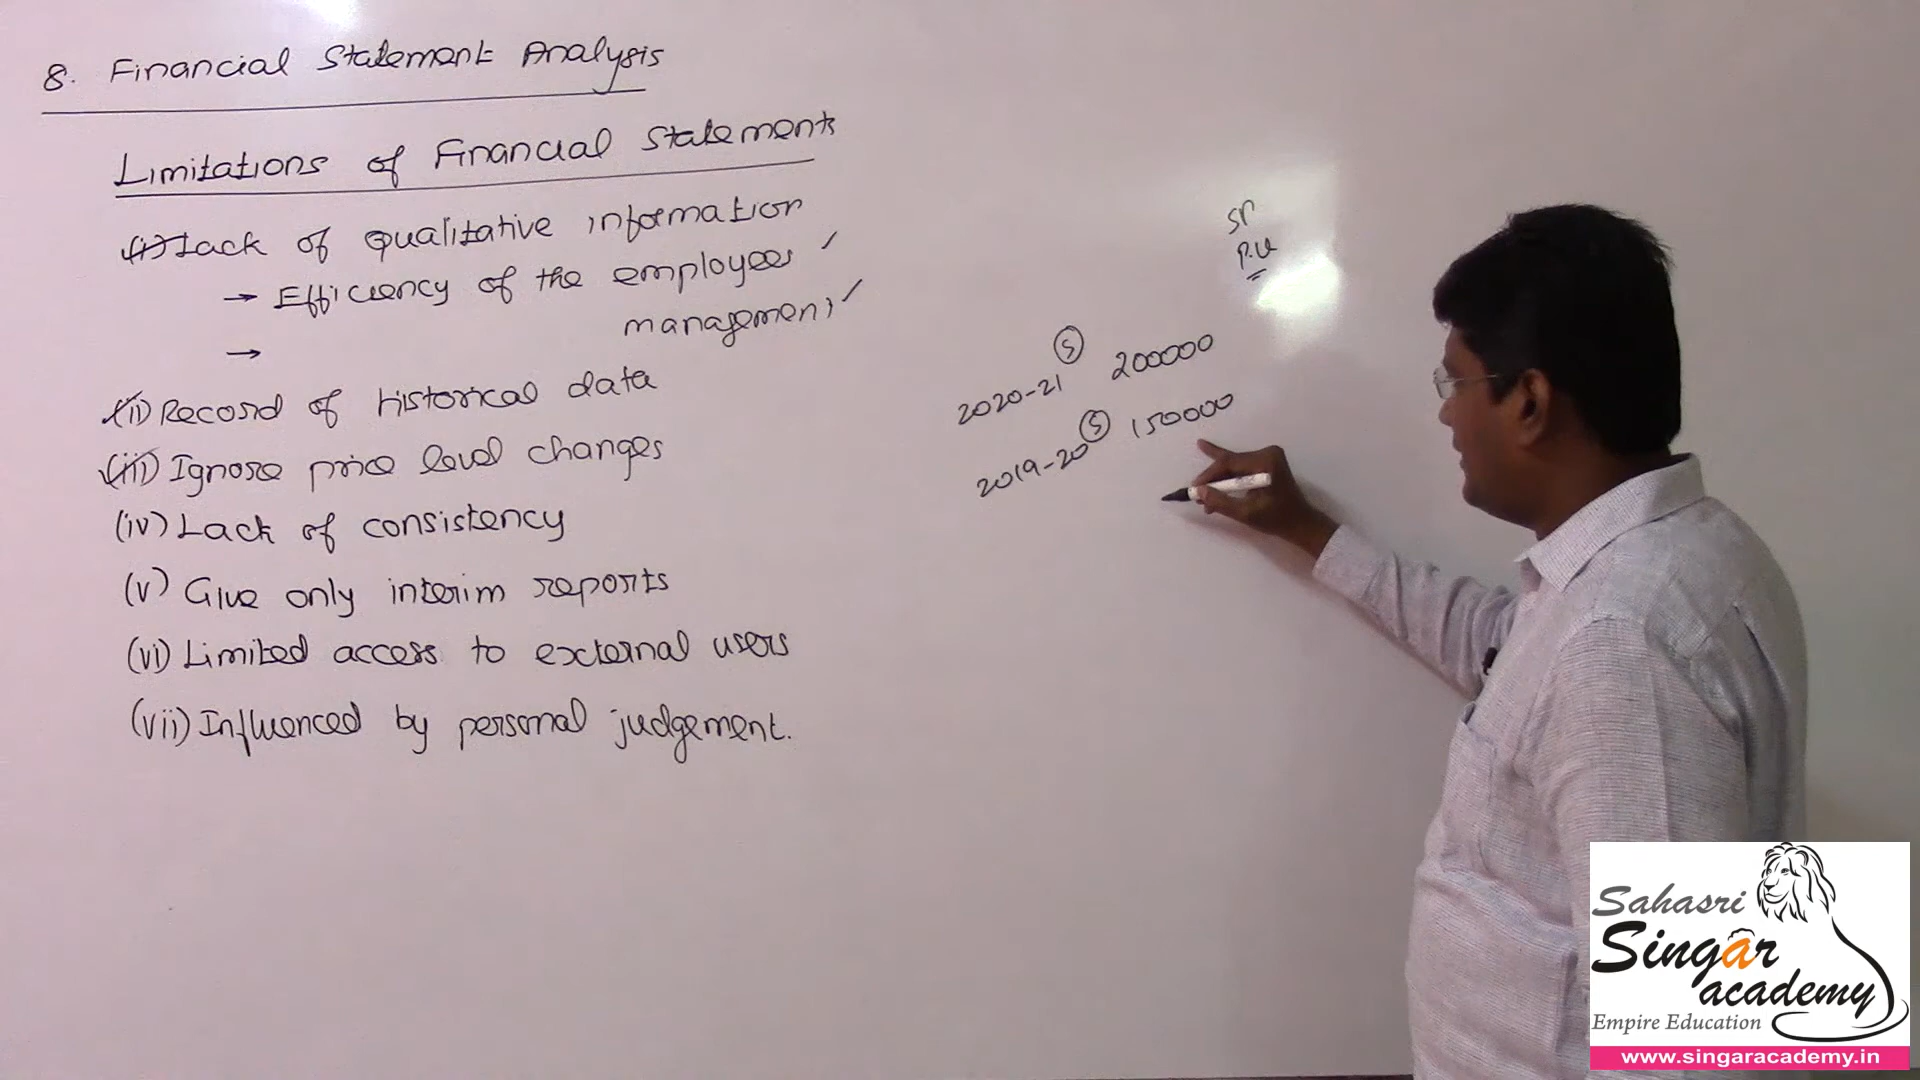 8. Financial Statement Analysis
Limitations of Financial Statements
(i) Lack of qualitative information
→ Efficiency of the employees
management
→
(ii) Record of historical data
(iii) Ignore price level changes
(iv) Lack of consistency
(v) Give only interim reports
(vi) Limited access to external users
(vii) Influenced by personal judgement.
SP
P.U
2020-21 (S) 200000
2019-20 (S) 150000
Sahasri
Singar
academy
Empire Education
www.singaracademy.in